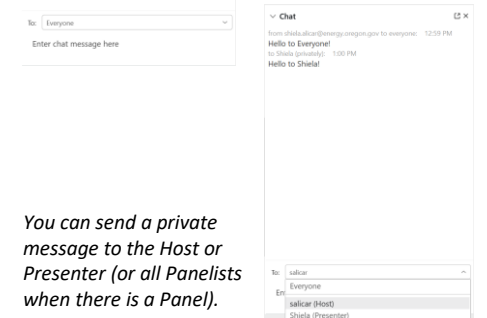 To: Everyone
Enter chat message here
You can send a private
message to the Host or
Presenter (or all Panelists
when there is a Panel).
Chat
from shiela.alicar@energy.oregon.gov to everyone: 12:59 PM
Hello to Everyone!
to Shiela (privately): 1:00 PM
Hello to Shiela!
To: salicar
Everyone
salicar (Host)
Shiela (Presenter)